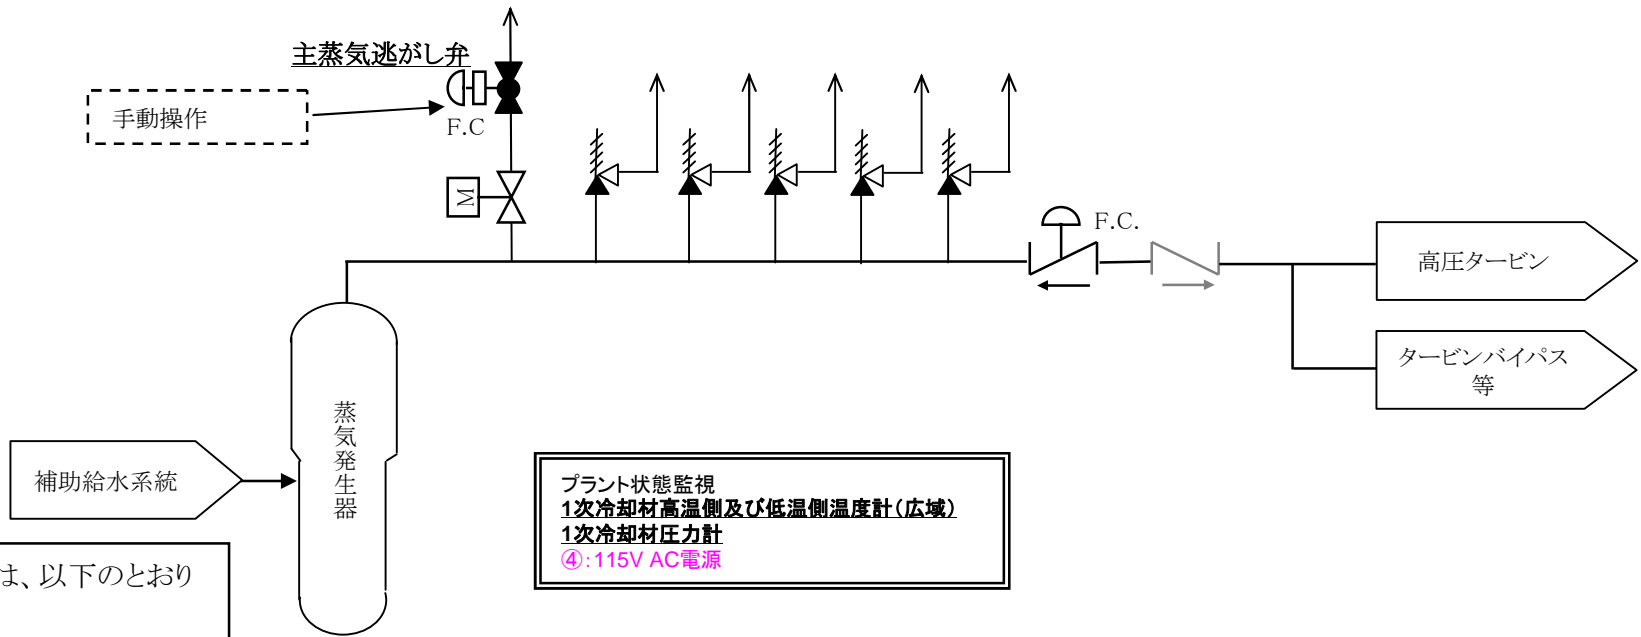 主蒸気逃がし弁
手動操作
F.C
M
F.C.
高圧タービン
タービンバイパス
等
蒸気発生器
補助給水系統
プラント状態監視
1次冷却材高温側及び低温側温度計(広域)
1次冷却材圧力計
④:115V AC電源
は、以下のとおり